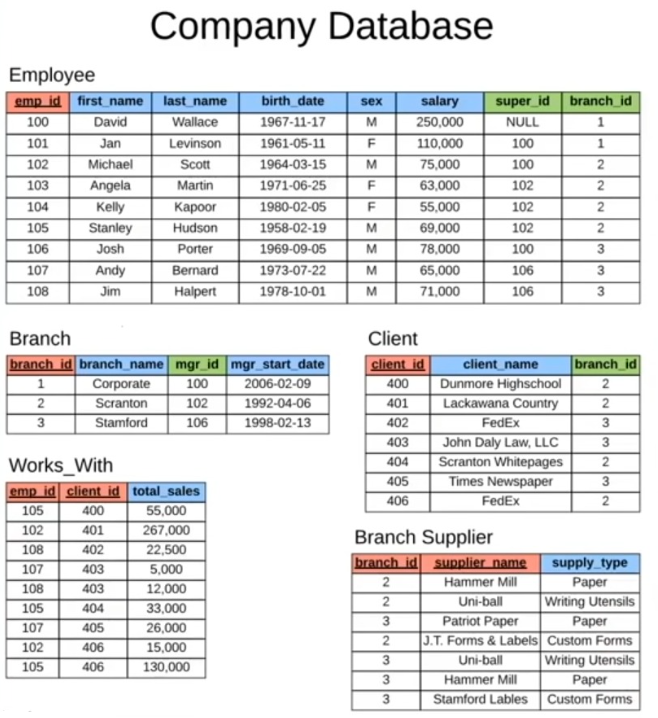 Company Database
Employee
emp_id first_name last_name birth_date sex salary super_id branch_id
100 David Wallace 1967-11-17 M 250,000 NULL 1
101 Jan Levinson 1961-05-11 F 110,000 100 1
102 Michael Scott 1964-03-15 M 75,000 100 2
103 Angela Martin 1971-06-25 F 63,000 102 2
104 Kelly Kapoor 1980-02-05 F 55,000 102 2
105 Stanley Hudson 1958-02-19 M 69,000 102 2
106 Josh Porter 1969-09-05 M 78,000 100 3
107 Andy Bernard 1973-07-22 M 65,000 106 3
108 Jim Halpert 1978-10-01 M 71,000 106 3
Branch
branch_id branch_name mgr_id mgr_start_date
1 Corporate 100 2006-02-09
2 Scranton 102 1992-04-06
3 Stamford 106 1998-02-13
Client
client_id client_name branch_id
400 Dunmore Highschool 2
401 Lackawana Country 2
402 FedEx 3
403 John Daly Law, LLC 3
404 Scranton Whitepages 2
405 Times Newspaper 3
406 FedEx 2
Works_With
emp_id client_id total_sales
105 400 55,000
102 401 267,000
108 402 22,500
107 403 5,000
108 403 12,000
105 404 33,000
107 405 26,000
102 406 15,000
105 406 130,000
Branch Supplier
branch_id supplier_name supply_type
2 Hammer Mill Paper
2 Uni-ball Writing Utensils
3 Patriot Paper Paper
2 J.T. Forms & Labels Custom Forms
3 Uni-ball Writing Utensils
3 Hammer Mill Paper
3 Stamford Lables Custom Forms